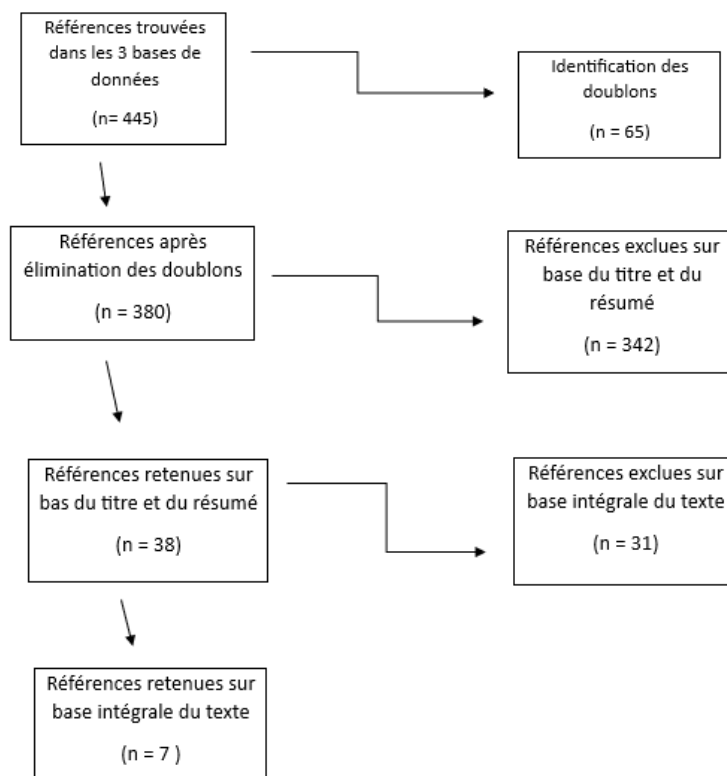 Références trouvées
dans les 3 bases de
données
(n= 445)
Identification des
doublons
(n = 65)
Références après
élimination des doublons
(n = 380)
Références exclues sur
base du titre et du
résumé
(n = 342)
Références retenues sur
bas du titre et du résumé
(n = 38)
Références exclues sur
base intégrale du texte
(n = 31)
Références retenues sur
base intégrale du texte
(n = 7 )